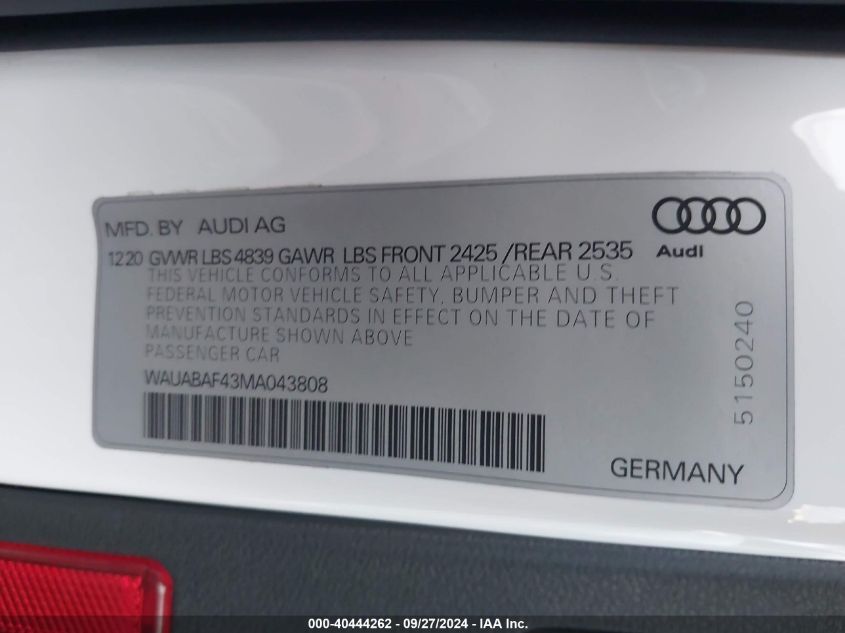 MFD. BY AUDI AG
1220 GVWR LBS 4839 GAWR LBS FRONT 2425 /REAR 2535
Audi
THIS VEHICLE CONFORMS TO ALL APPLICABLE U.S.
FEDERAL MOTOR VEHICLE SAFETY, BUMPER AND THEFT
PREVENTION STANDARDS IN EFFECT ON THE DATE OF
MANUFACTURE SHOWN ABOVE
PASSENGER CAR
WAUABAF43MA043808
5150240
GERMANY
000-40444262 - 09/27/2024 - IAA Inc.